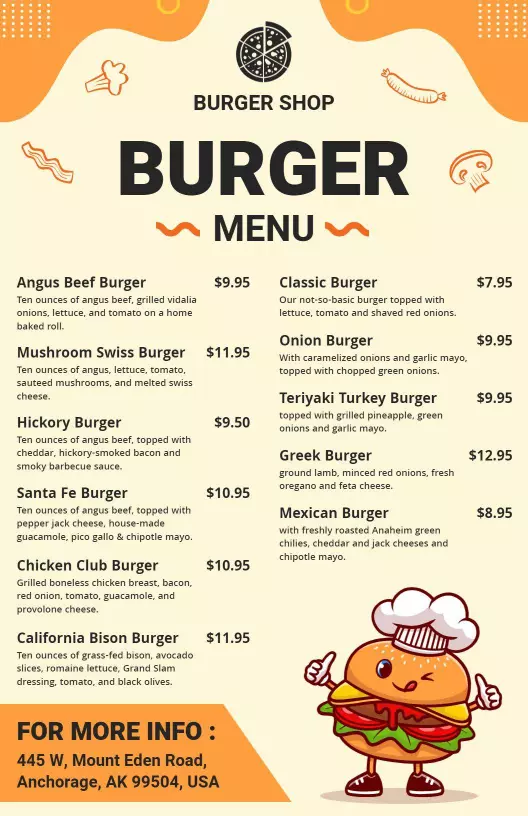 BURGER SHOP
BURGER
MENU
Angus Beef Burger $9.95
Ten ounces of angus beef, grilled vidalia
onions, lettuce, and tomato on a home
baked roll.
Mushroom Swiss Burger $11.95
Ten ounces of angus, lettuce, tomato,
sauteed mushrooms, and melted swiss
cheese.
Hickory Burger $9.50
Ten ounces of angus beef, topped with
cheddar, hickory-smoked bacon and
smoky barbecue sauce.
Santa Fe Burger $10.95
Ten ounces of angus beef, topped with
pepper jack cheese, house-made
guacamole, pico gallo & chipotle mayo.
Chicken Club Burger $10.95
Grilled boneless chicken breast, bacon,
red onion, tomato, guacamole, and
provolone cheese.
California Bison Burger $11.95
Ten ounces of grass-fed bison, avocado
slices, romaine lettuce, Grand Slam
dressing, tomato, and black olives.
Classic Burger $7.95
Our not-so-basic burger topped with
lettuce, tomato and shaved red onions.
Onion Burger $9.95
With caramelized onions and garlic mayo,
topped with chopped green onions.
Teriyaki Turkey Burger $9.95
topped with grilled pineapple, green
onions and garlic mayo.
Greek Burger $12.95
ground lamb, minced red onions, fresh
oregano and feta cheese.
Mexican Burger $8.95
with freshly roasted Anaheim green
chilies, cheddar and jack cheeses and
chipotle mayo.
FOR MORE INFO :
445 W, Mount Eden Road,
Anchorage, AK 99504, USA